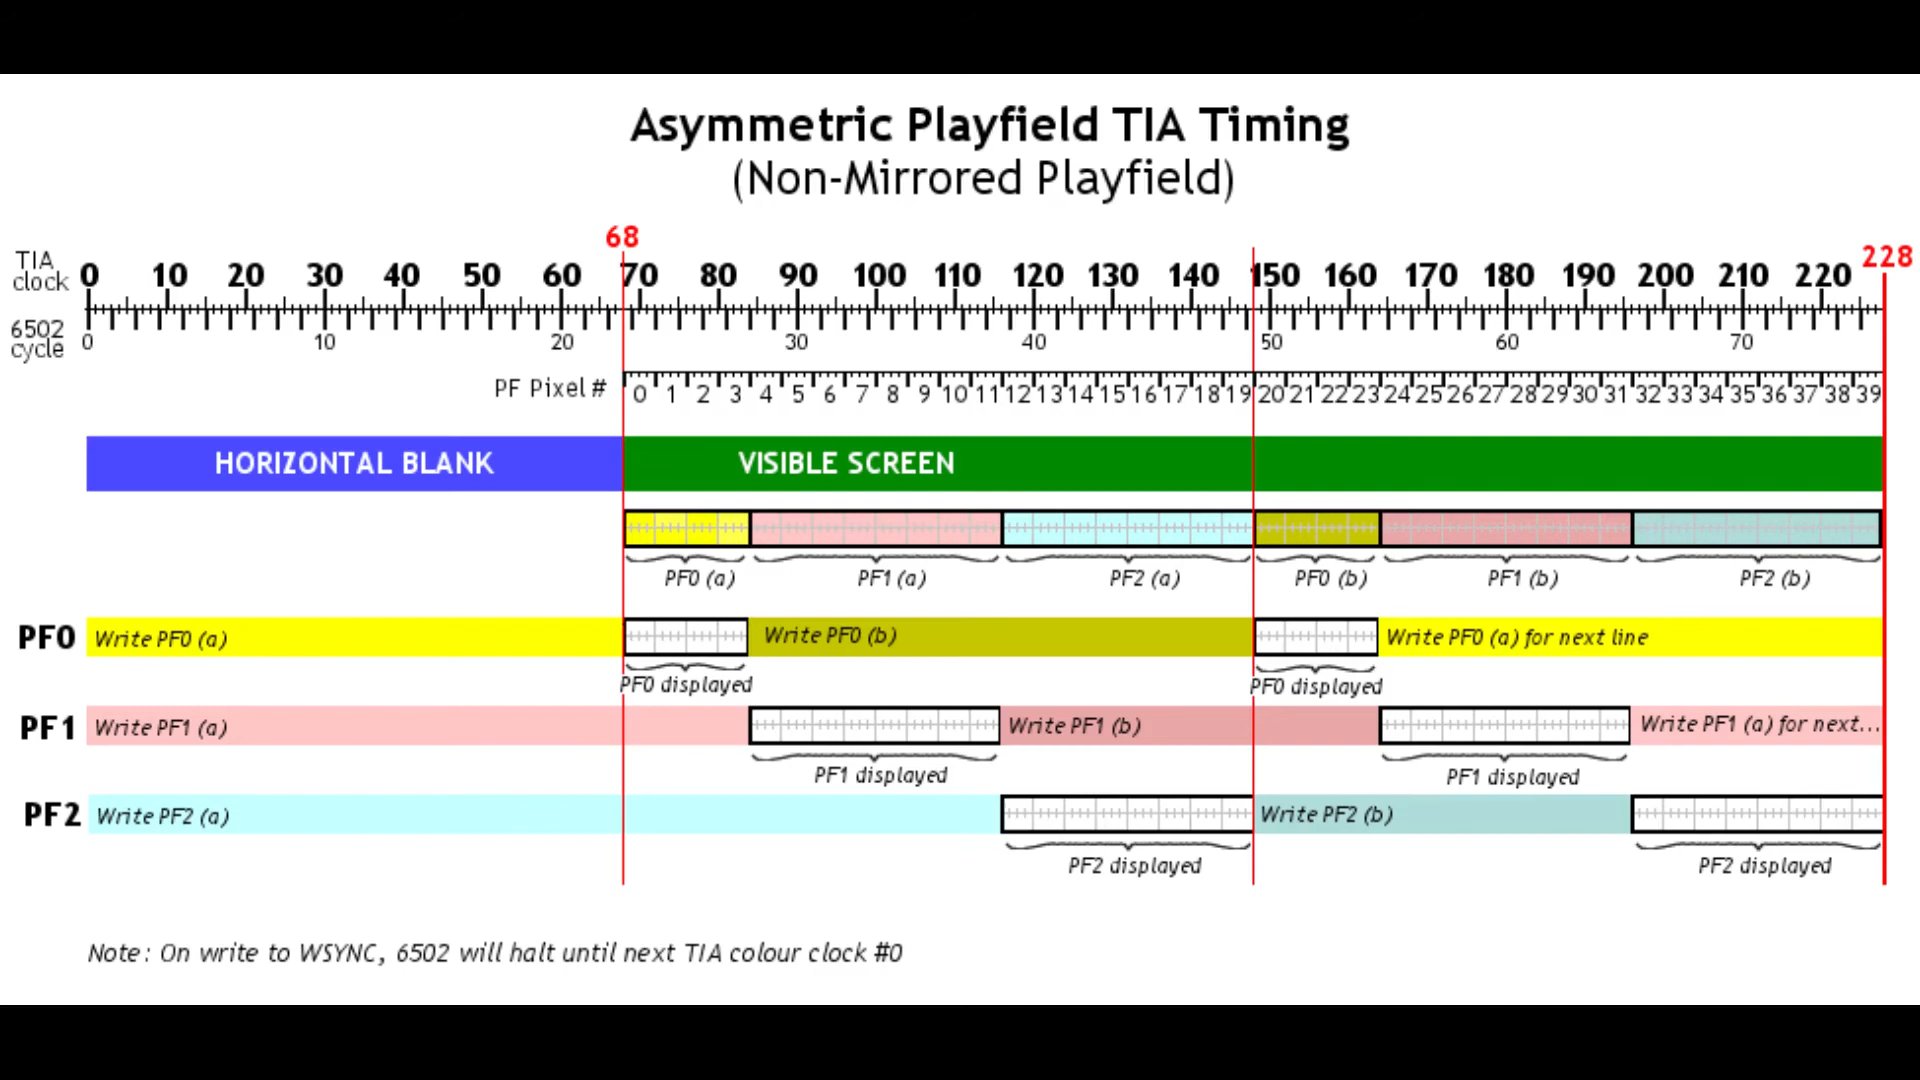 Asymmetric Playfield TIA Timing
(Non-Mirrored Playfield)
68
228
TIA clock 0 10 20 30 40 50 60 70 80 90 100 110 120 130 140 150 160 170 180 190 200 210 220
6502 cycle 0 10 20 30 40 50 60 70
PF Pixel # 0 1 2 3 4 5 6 7 8 9 10 11 12 13 14 15 16 17 18 19 20 21 22 23 24 25 26 27 28 29 30 31 32 33 34 35 36 37 38 39
HORIZONTAL BLANK VISIBLE SCREEN
PF0 (a) PF1 (a) PF2 (a) PF0 (b) PF1 (b) PF2 (b)
PF0 Write PF0 (a) Write PF0 (b) Write PF0 (a) for next line
PF0 displayed PF0 displayed
PF1 Write PF1 (a) Write PF1 (b) Write PF1 (a) for next...
PF1 displayed PF1 displayed
PF2 Write PF2 (a) Write PF2 (b)
PF2 displayed PF2 displayed
Note: On write to WSYNC, 6502 will halt until next TIA colour clock #0